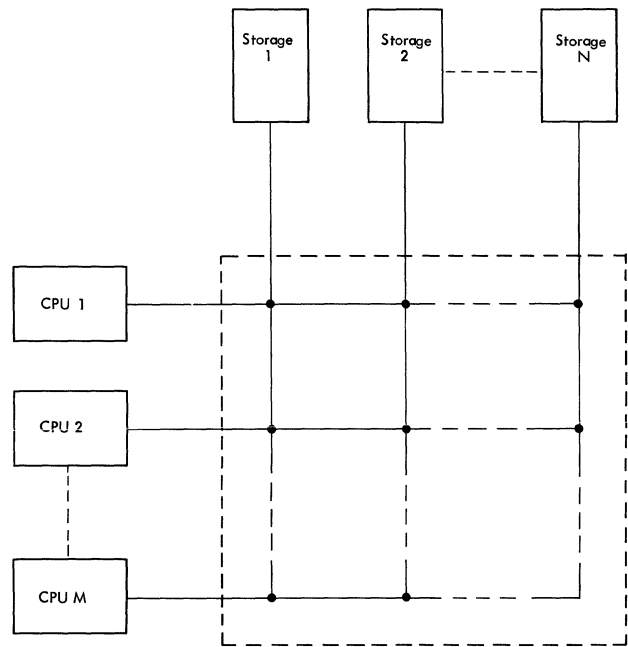 Storage
1
Storage
2
Storage
N
CPU 1
CPU 2
CPU M